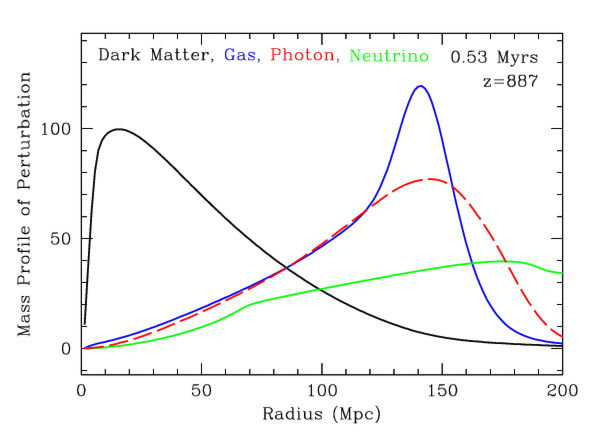 Dark Matter, Gas, Photon, Neutrino 0.53 Myrs
z=887
Mass Profile of Perturbation
100
50
0
0 50 100 150 200
Radius (Mpc)